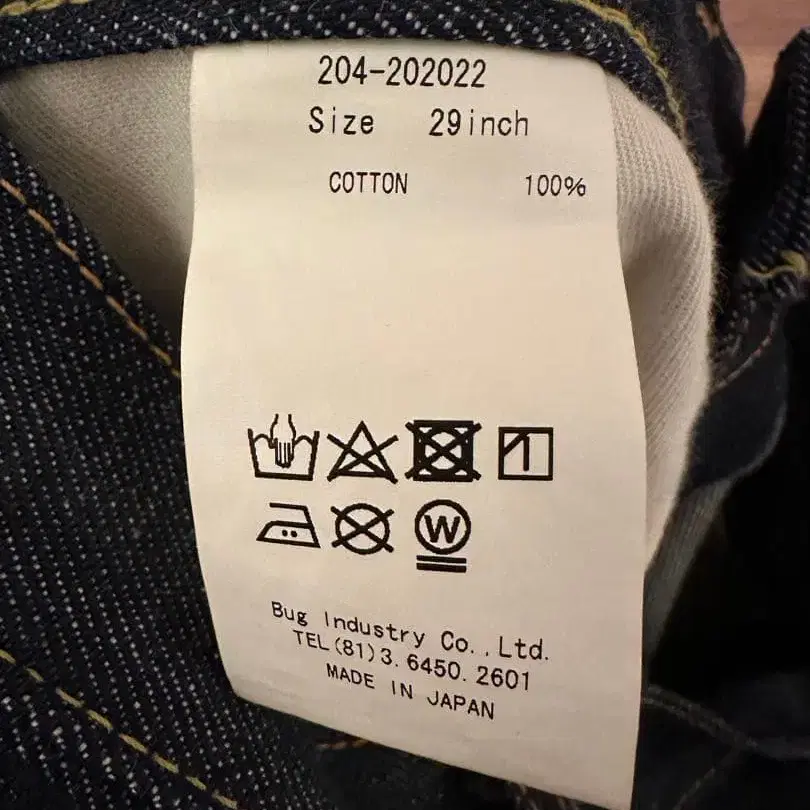 204-202022
Size 29inch
COTTON 100%
W
Bug Industry Co.,Ltd.
TEL(81)3.6450.2601
MADE IN JAPAN